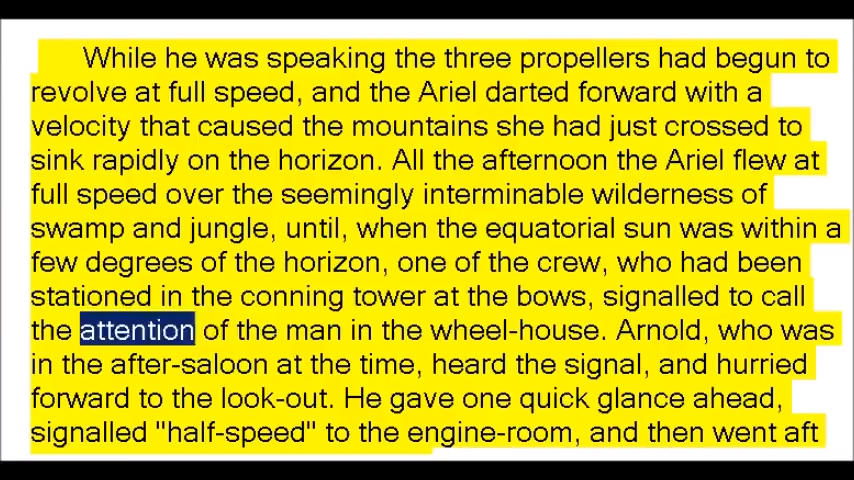 While he was speaking the three propellers had begun to
revolve at full speed, and the Ariel darted forward with a
velocity that caused the mountains she had just crossed to
sink rapidly on the horizon. All the afternoon the Ariel flew at
full speed over the seemingly interminable wilderness of
swamp and jungle, until, when the equatorial sun was within a
few degrees of the horizon, one of the crew, who had been
stationed in the conning tower at the bows, signalled to call
the attention of the man in the wheel-house. Arnold, who was
in the after-saloon at the time, heard the signal, and hurried
forward to the look-out. He gave one quick glance ahead,
signalled "half-speed" to the engine-room, and then went aft